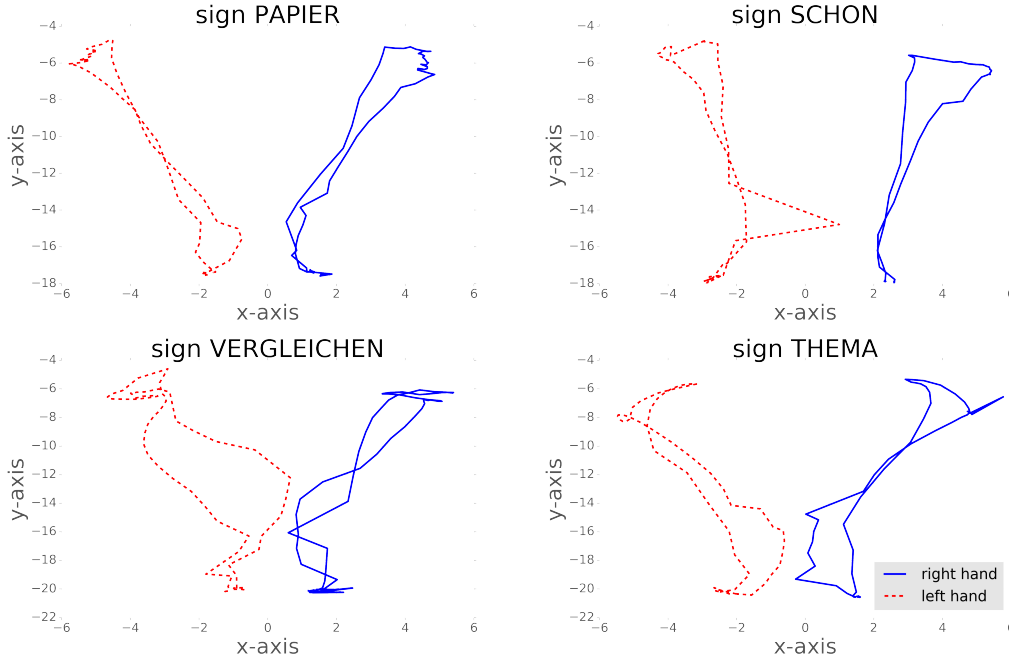 sign PAPIER
−4
−6
−8
−10
−12
−14
−16
−18
y-axis
−6 −4 −2 0 2 4 6
x-axis
sign SCHON
−4
−6
−8
−10
−12
−14
−16
−18
y-axis
−6 −4 −2 0 2 4 6
x-axis
sign VERGLEICHEN
−4
−6
−8
−10
−12
−14
−16
−18
−20
−22
y-axis
−6 −4 −2 0 2 4 6
x-axis
sign THEMA
−4
−6
−8
−10
−12
−14
−16
−18
−20
−22
y-axis
−6 −4 −2 0 2 4 6
x-axis
right hand
left hand